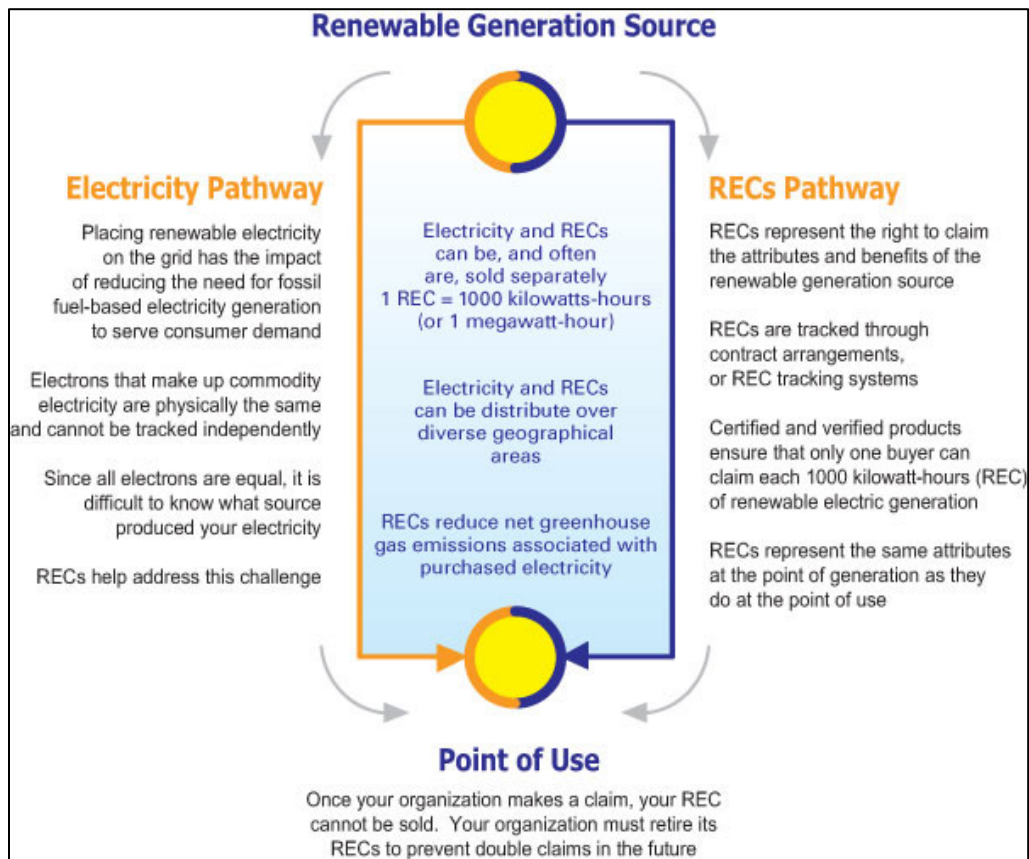 Renewable Generation Source
Electricity Pathway
Placing renewable electricity
on the grid has the impact
of reducing the need for fossil
fuel-based electricity generation
to serve consumer demand
Electrons that make up commodity
electricity are physically the same
and cannot be tracked independently
Since all electrons are equal, it is
difficult to know what source
produced your electricity
RECs help address this challenge
Electricity and RECs
can be, and often
are, sold separately
1 REC = 1000 kilowatts-hours
(or 1 megawatt-hour)
Electricity and RECs
can be distribute over
diverse geographical
areas
RECs reduce net greenhouse
gas emissions associated with
purchased electricity
RECs Pathway
RECs represent the right to claim
the attributes and benefits of the
renewable generation source
RECs are tracked through
contract arrangements,
or REC tracking systems
Certified and verified products
ensure that only one buyer can
claim each 1000 kilowatt-hours (REC)
of renewable electric generation
RECs represent the same attributes
at the point of generation as they
do at the point of use
Point of Use
Once your organization makes a claim, your REC
cannot be sold. Your organization must retire its
RECs to prevent double claims in the future